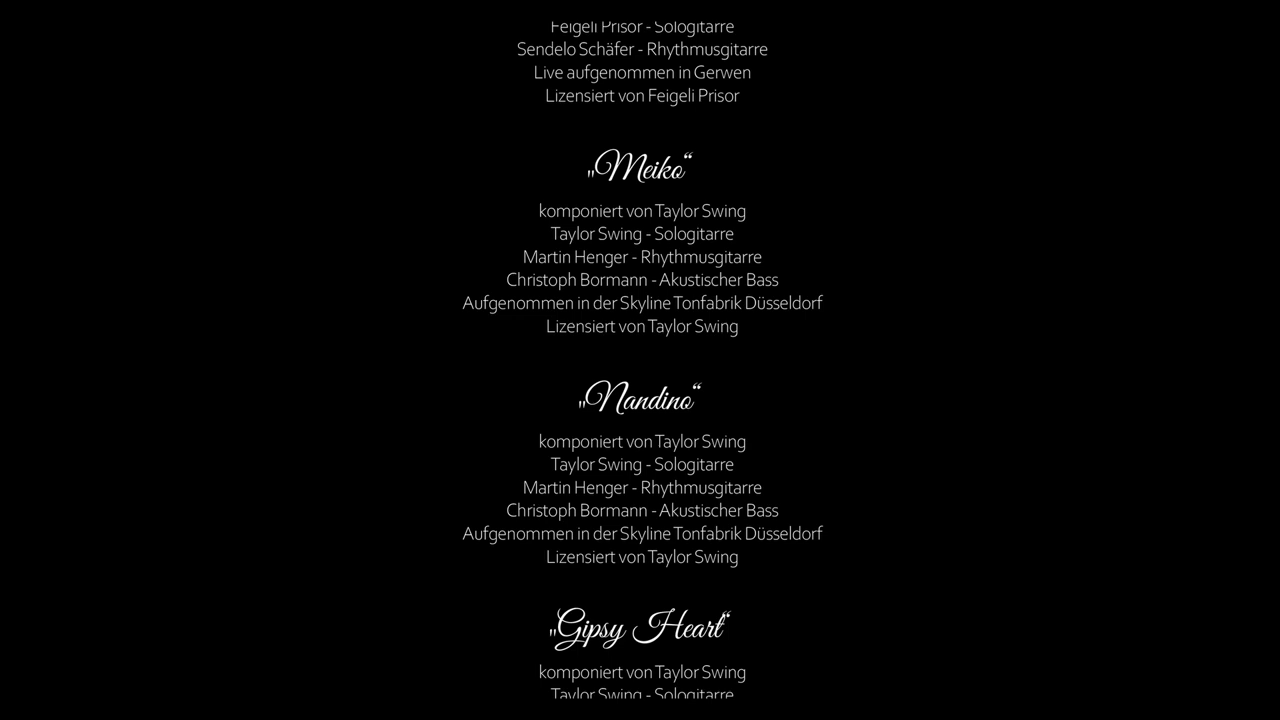 Feigeli Prisor - Sologitarre
Sendelo Schäfer - Rhythmusgitarre
Live aufgenommen in Gerwen
Lizensiert von Feigeli Prisor
„Meiko“
komponiert von Taylor Swing
Taylor Swing - Sologitarre
Martin Henger - Rhythmusgitarre
Christoph Bormann - Akustischer Bass
Aufgenommen in der Skyline Tonfabrik Düsseldorf
Lizensiert von Taylor Swing
„Nandino“
komponiert von Taylor Swing
Taylor Swing - Sologitarre
Martin Henger - Rhythmusgitarre
Christoph Bormann - Akustischer Bass
Aufgenommen in der Skyline Tonfabrik Düsseldorf
Lizensiert von Taylor Swing
„Gipsy Heart“
komponiert von Taylor Swing
Taylor Swing - Sologitarre